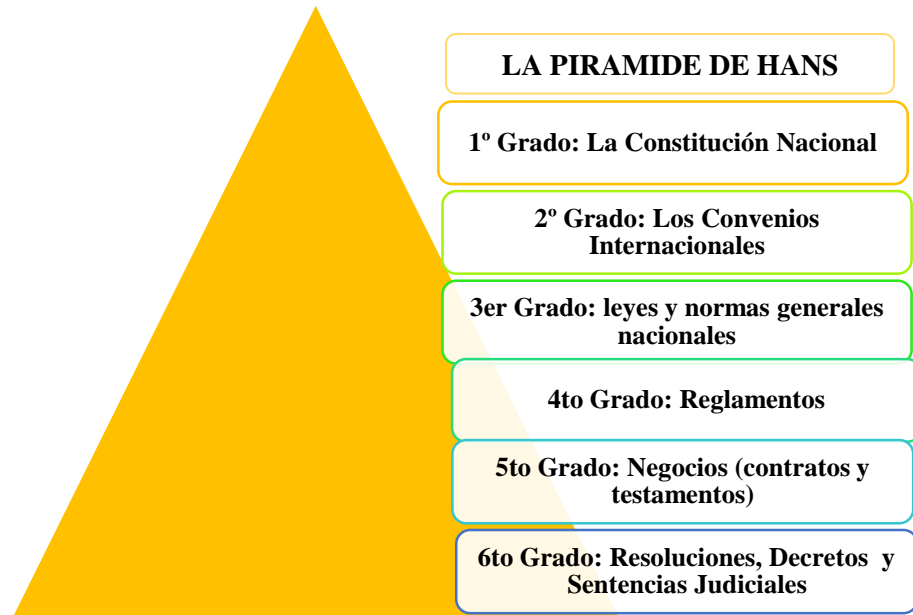 LA PIRAMIDE DE HANS
1º Grado: La Constitución Nacional
2º Grado: Los Convenios
Internacionales
3er Grado: leyes y normas generales
nacionales
4to Grado: Reglamentos
5to Grado: Negocios (contratos y
testamentos)
6to Grado: Resoluciones, Decretos y
Sentencias Judiciales